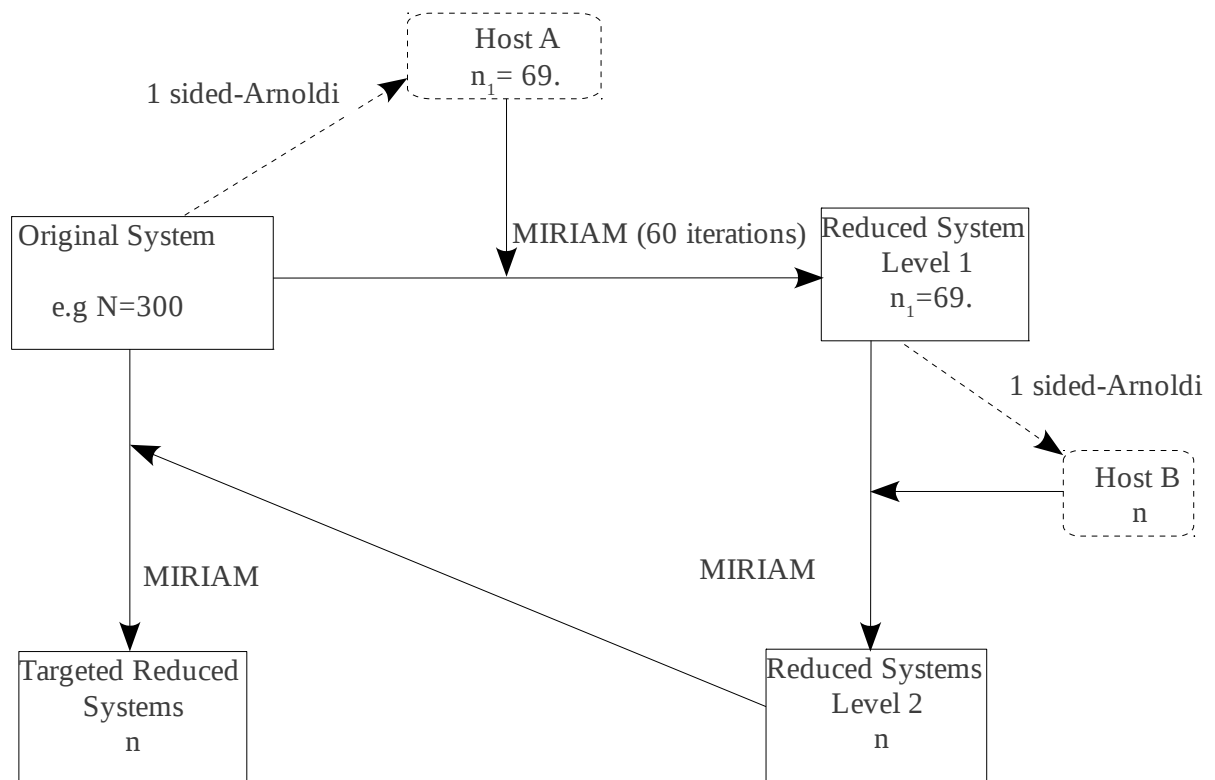 Host A
n₁= 69.
1 sided-Arnoldi
Original System
e.g N=300
MIRIAM (60 iterations)
Reduced System
Level 1
n₁=69.
1 sided-Arnoldi
Host B
n
MIRIAM
MIRIAM
Targeted Reduced
Systems
n
Reduced Systems
Level 2
n